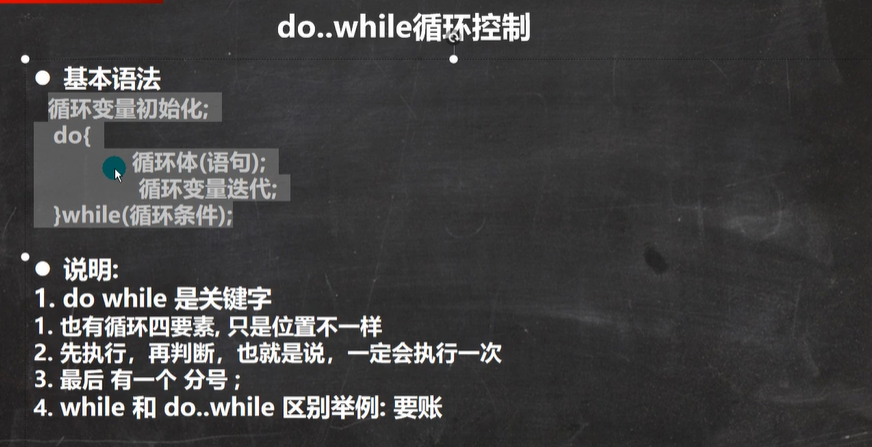 do..while循环控制
● 基本语法
循环变量初始化;
do{
循环体(语句);
循环变量迭代;
}while(循环条件);
● 说明:
1. do while 是关键字
1. 也有循环四要素, 只是位置不一样
2. 先执行，再判断，也就是说，一定会执行一次
3. 最后 有一个 分号 ;
4. while 和 do..while 区别举例: 要账